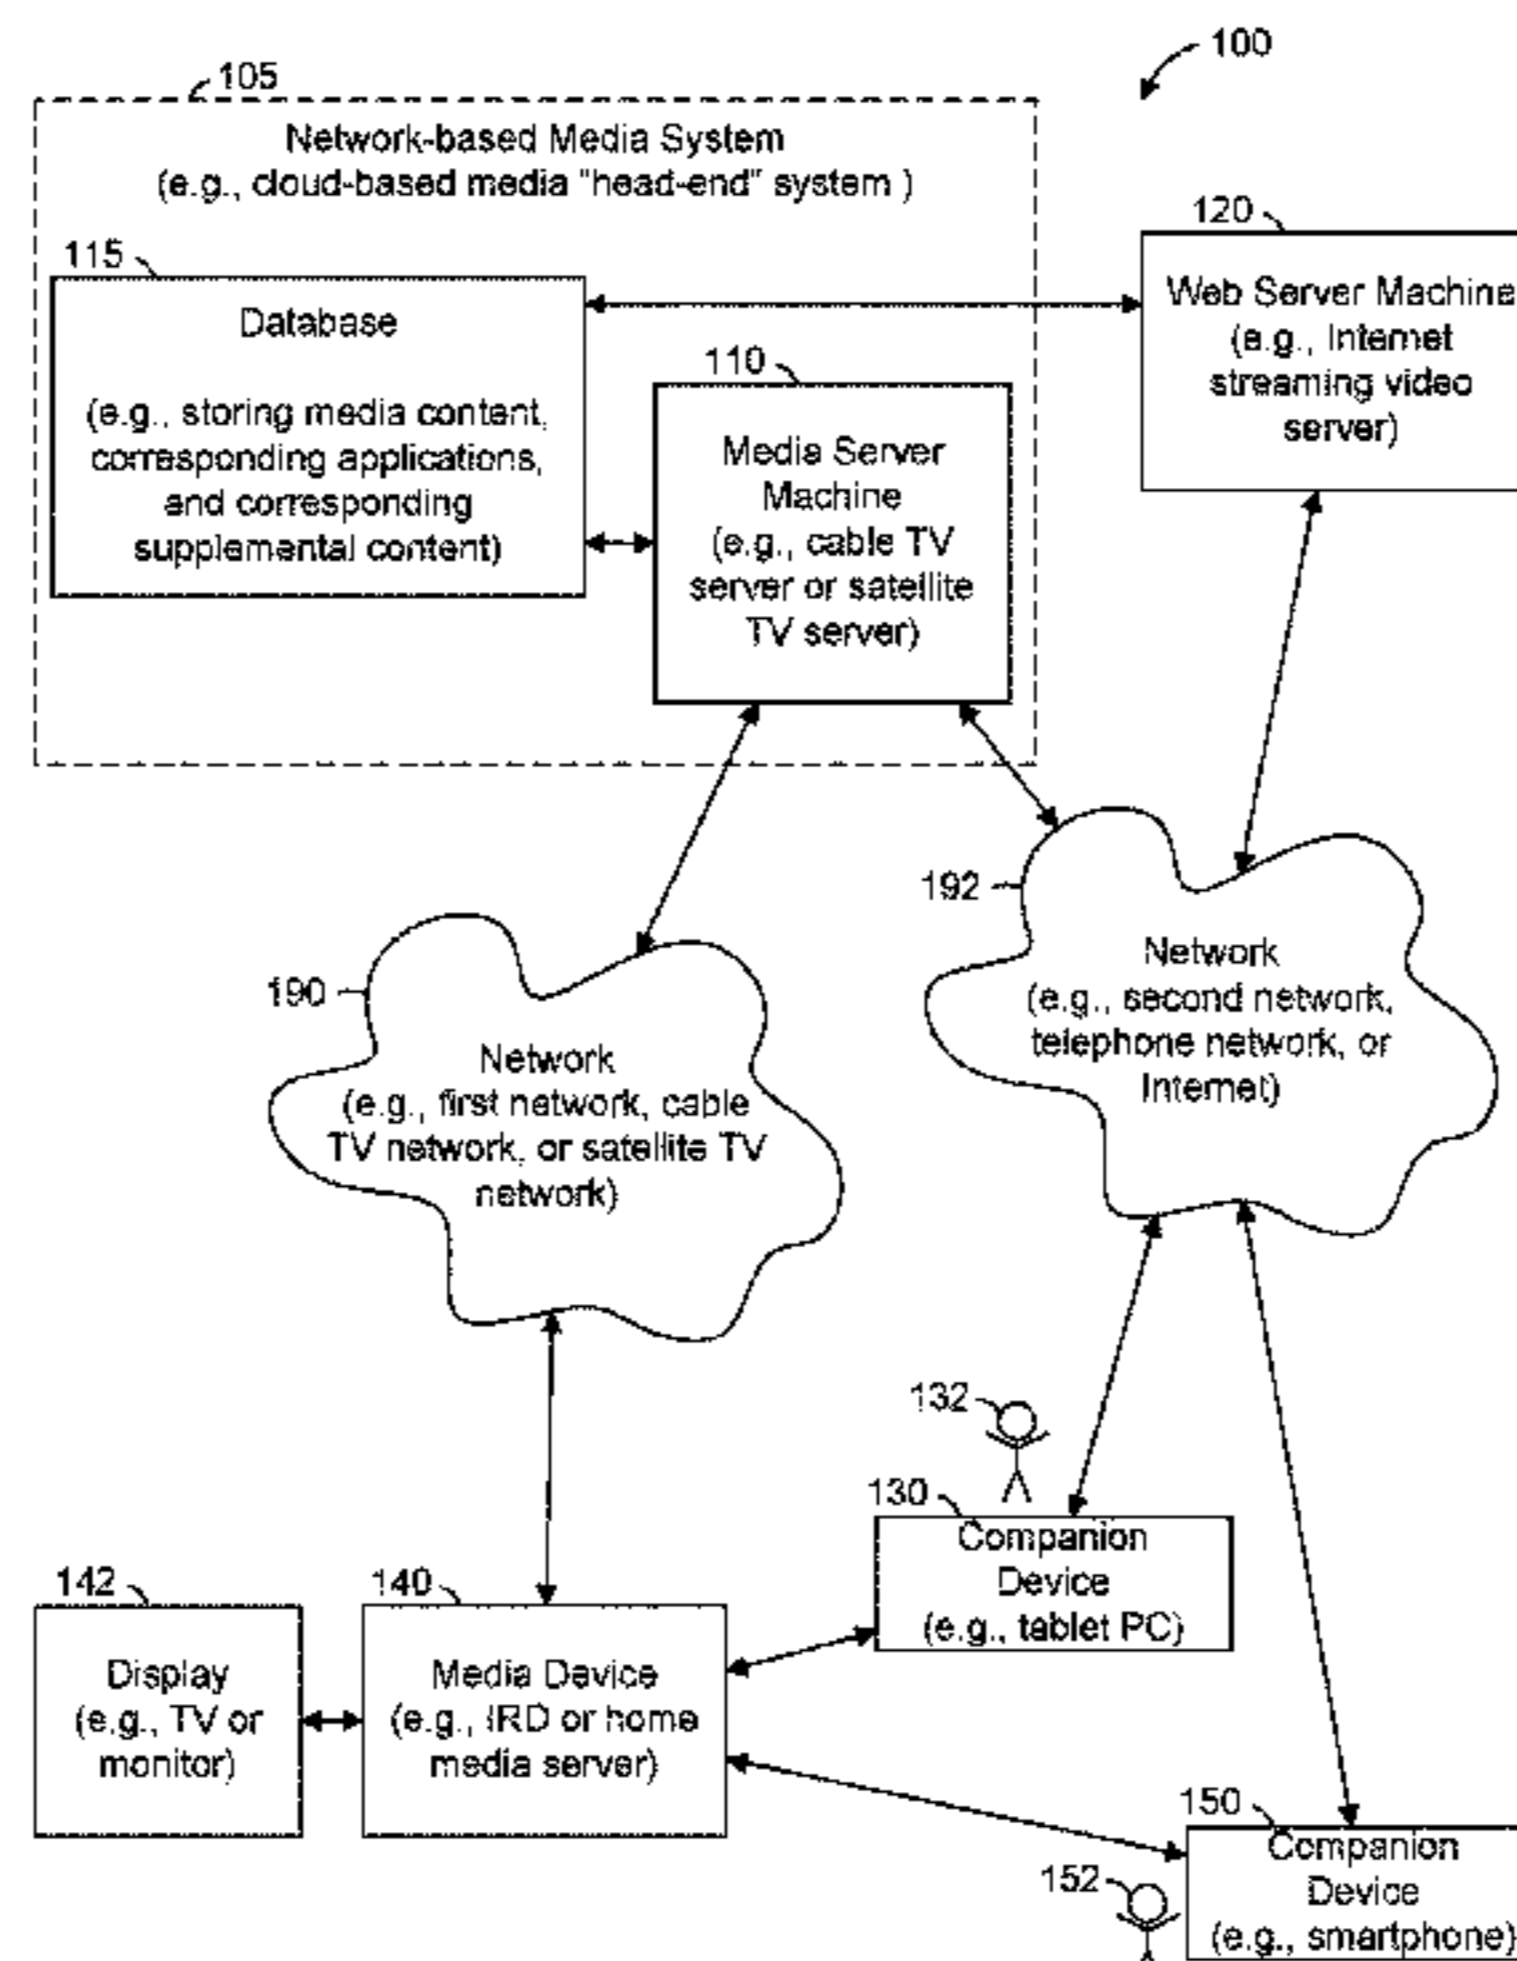 100
105
Network-based Media System
(e.g., cloud-based media "head-end" system )
120
Web Server Machine
(e.g., Internet
streaming video
server)
115
Database
(e.g., storing media content,
corresponding applications,
and corresponding
supplemental content)
110
Media Server
Machine
(e.g., cable TV
server or satellite
TV server)
192
Network
(e.g., second network,
telephone network, or
Internet)
190
Network
(e.g., first network, cable
TV network, or satellite TV
network)
132
130
Companion
Device
(e.g., tablet PC)
142
Display
(e.g., TV or
monitor)
140
Media Device
(e.g., IRD or home
media server)
150
Companion
Device
(e.g., smartphone)
152